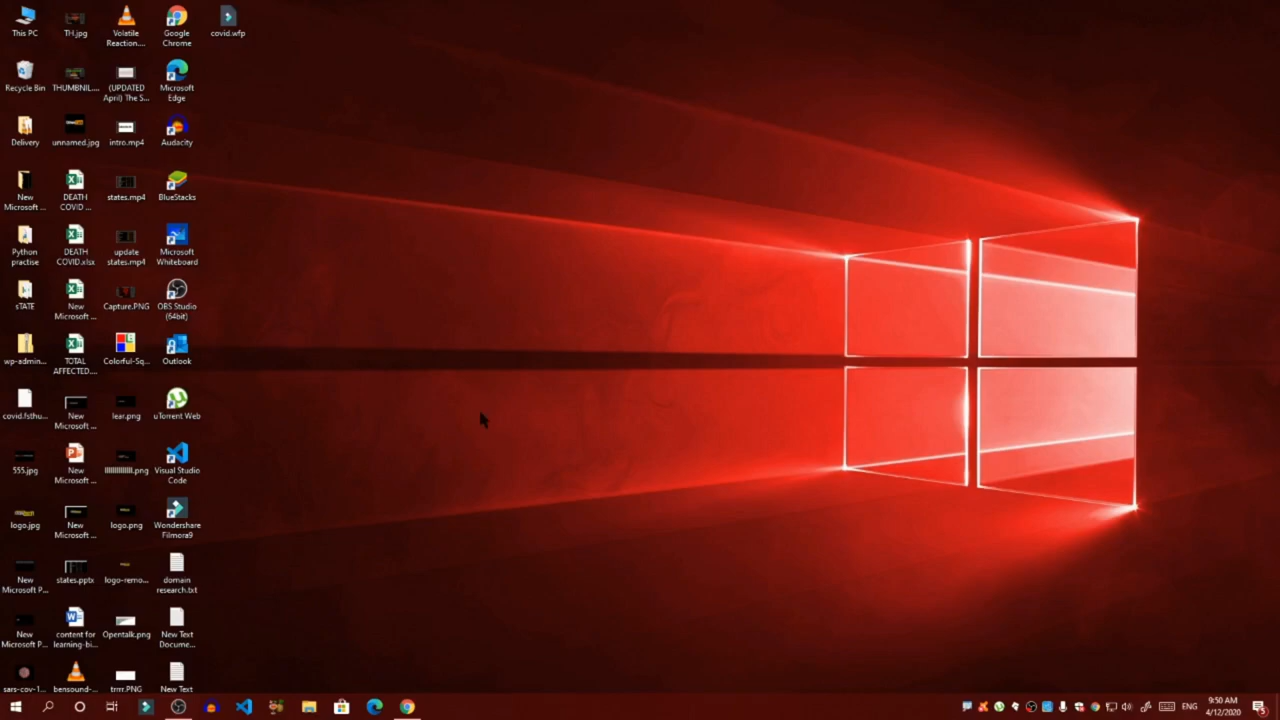 This PC
TH.jpg
Volatile
Reaction....
Google
Chrome
covid.wfp
Recycle Bin
THUMBNIL....
(UPDATED
April) The S...
Microsoft
Edge
Delivery
unnamed.jpg
intro.mp4
Audacity
New
Microsoft ...
DEATH
COVID ...
states.mp4
BlueStacks
Python
practise
DEATH
COVID.xlsx
update
states.mp4
Microsoft
Whiteboard
sTATE
New
Microsoft ...
Capture.PNG
OBS Studio
(64bit)
wp-admin...
TOTAL
AFFECTED....
Colorful-Sq...
Outlook
covid.fsthu...
New
Microsoft ...
lear.png
uTorrent Web
555.jpg
New
Microsoft ...
Visual Studio
Code
logo.jpg
New
Microsoft ...
logo.png
Wondershare
Filmora9
New
Microsoft P...
states.pptx
logo-remo...
domain
research.txt
New
Microsoft P...
content for
learning-bi...
Opentalk.png
New Text
Docume...
sars-cov-1...
bensound-...
trrrr.PNG
New Text
ENG
9:50 AM
4/12/2020
5